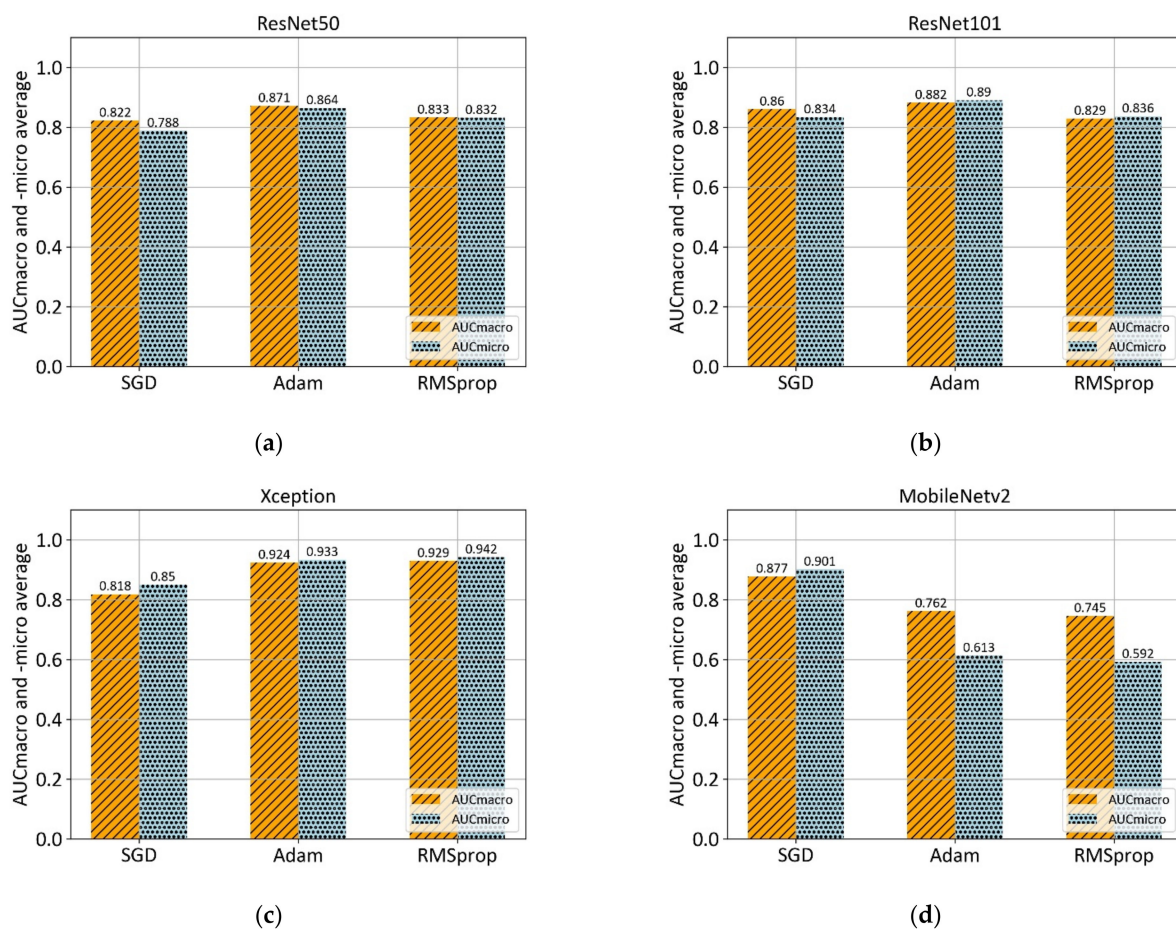 ResNet50
AUCmacro and -micro average
1.0
0.8
0.6
0.4
0.2
0.0
0.822
0.788
0.871
0.864
0.833
0.832
AUCmacro
AUCmicro
SGD
Adam
RMSprop
(a)
ResNet101
AUCmacro and -micro average
1.0
0.8
0.6
0.4
0.2
0.0
0.86
0.834
0.882
0.89
0.829
0.836
AUCmacro
AUCmicro
SGD
Adam
RMSprop
(b)
Xception
AUCmacro and -micro average
1.0
0.8
0.6
0.4
0.2
0.0
0.818
0.85
0.924
0.933
0.929
0.942
AUCmacro
AUCmicro
SGD
Adam
RMSprop
(c)
MobileNetv2
AUCmacro and -micro average
1.0
0.8
0.6
0.4
0.2
0.0
0.877
0.901
0.762
0.613
0.745
0.592
AUCmacro
AUCmicro
SGD
Adam
RMSprop
(d)